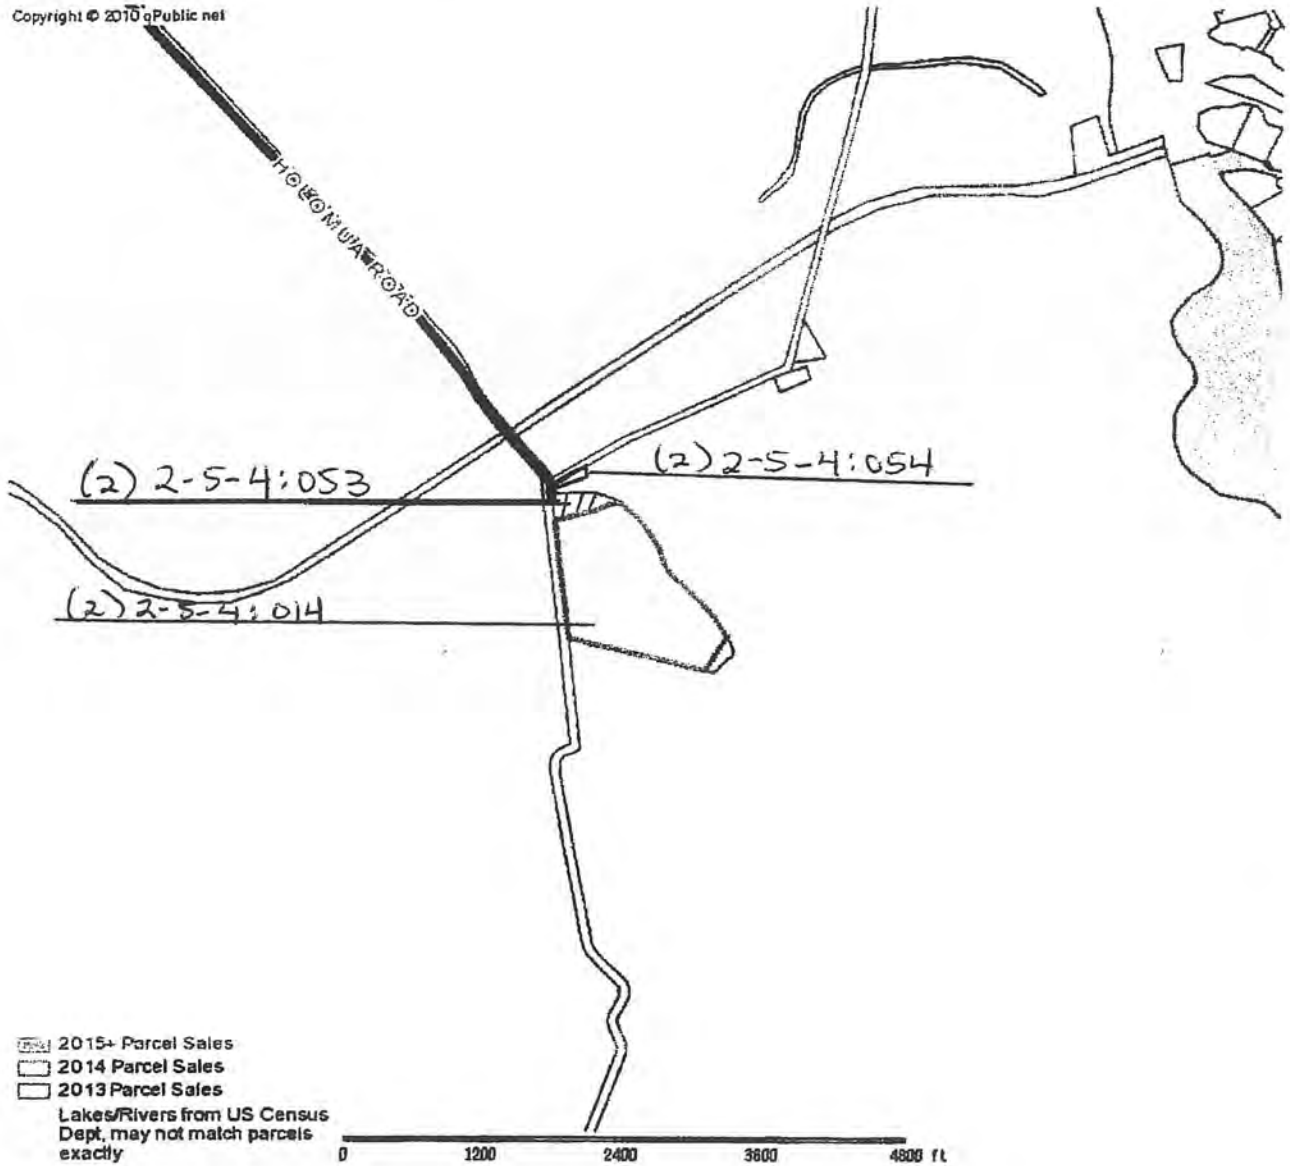 Copyright © 2010 qPublic net
HOLOMUA ROAD
(2) 2-5-4:054
(2) 2-5-4:053
(2) 2-5-4:014
2015+ Parcel Sales
2014 Parcel Sales
2013 Parcel Sales
Lakes/Rivers from US Census
Dept, may not match parcels
exactly
0 1200 2400 3600 4800 ft